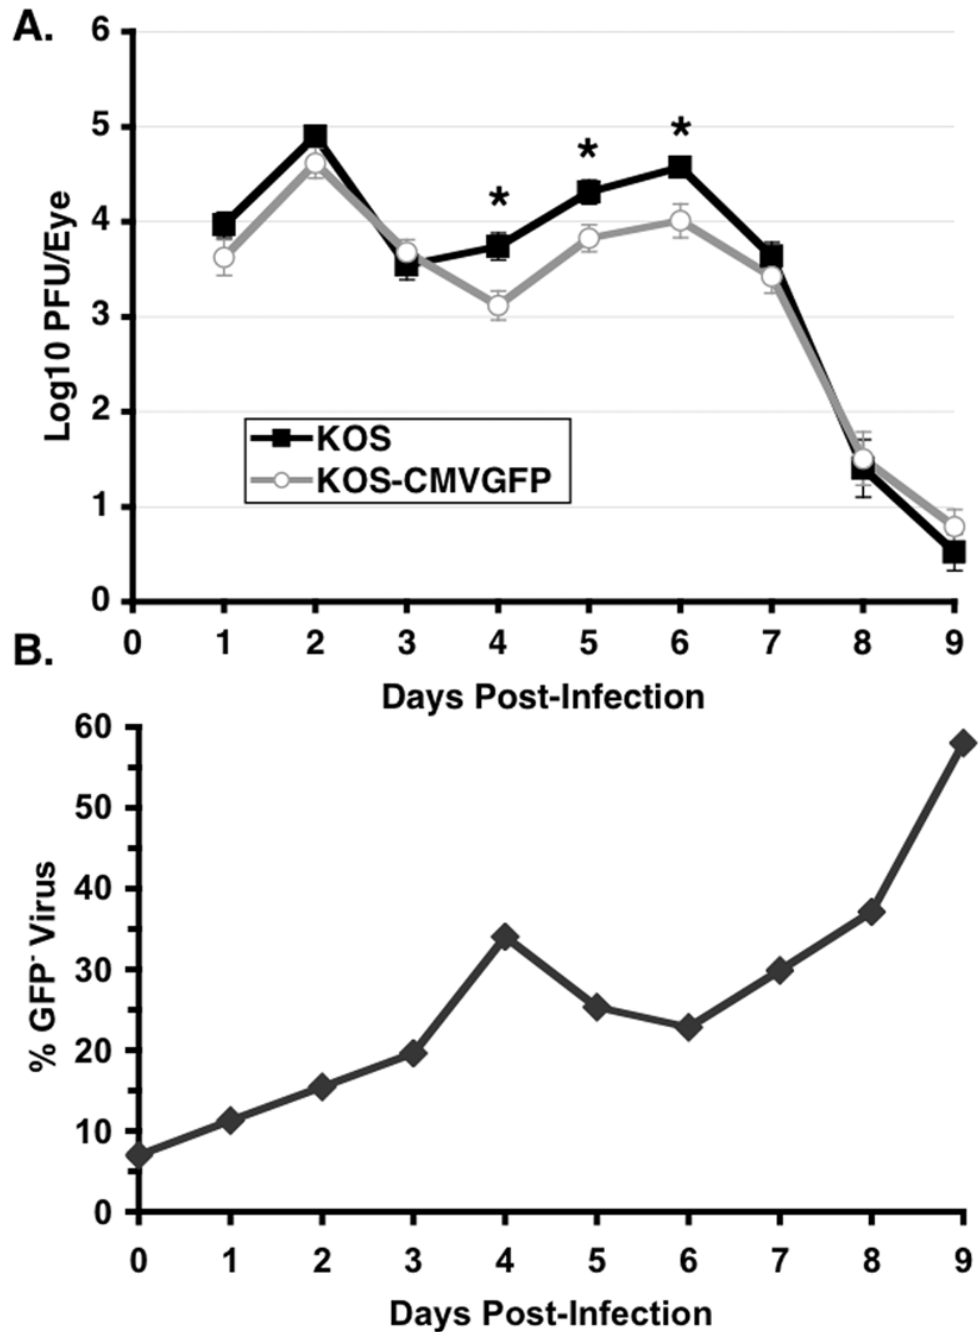 A.
6
5
4
3
2
1
0
Log10 PFU/Eye
* * *
KOS
KOS-CMVGFP
0 1 2 3 4 5 6 7 8 9
Days Post-Infection
B.
60
50
40
30
20
10
0
% GFP- Virus
0 1 2 3 4 5 6 7 8 9
Days Post-Infection